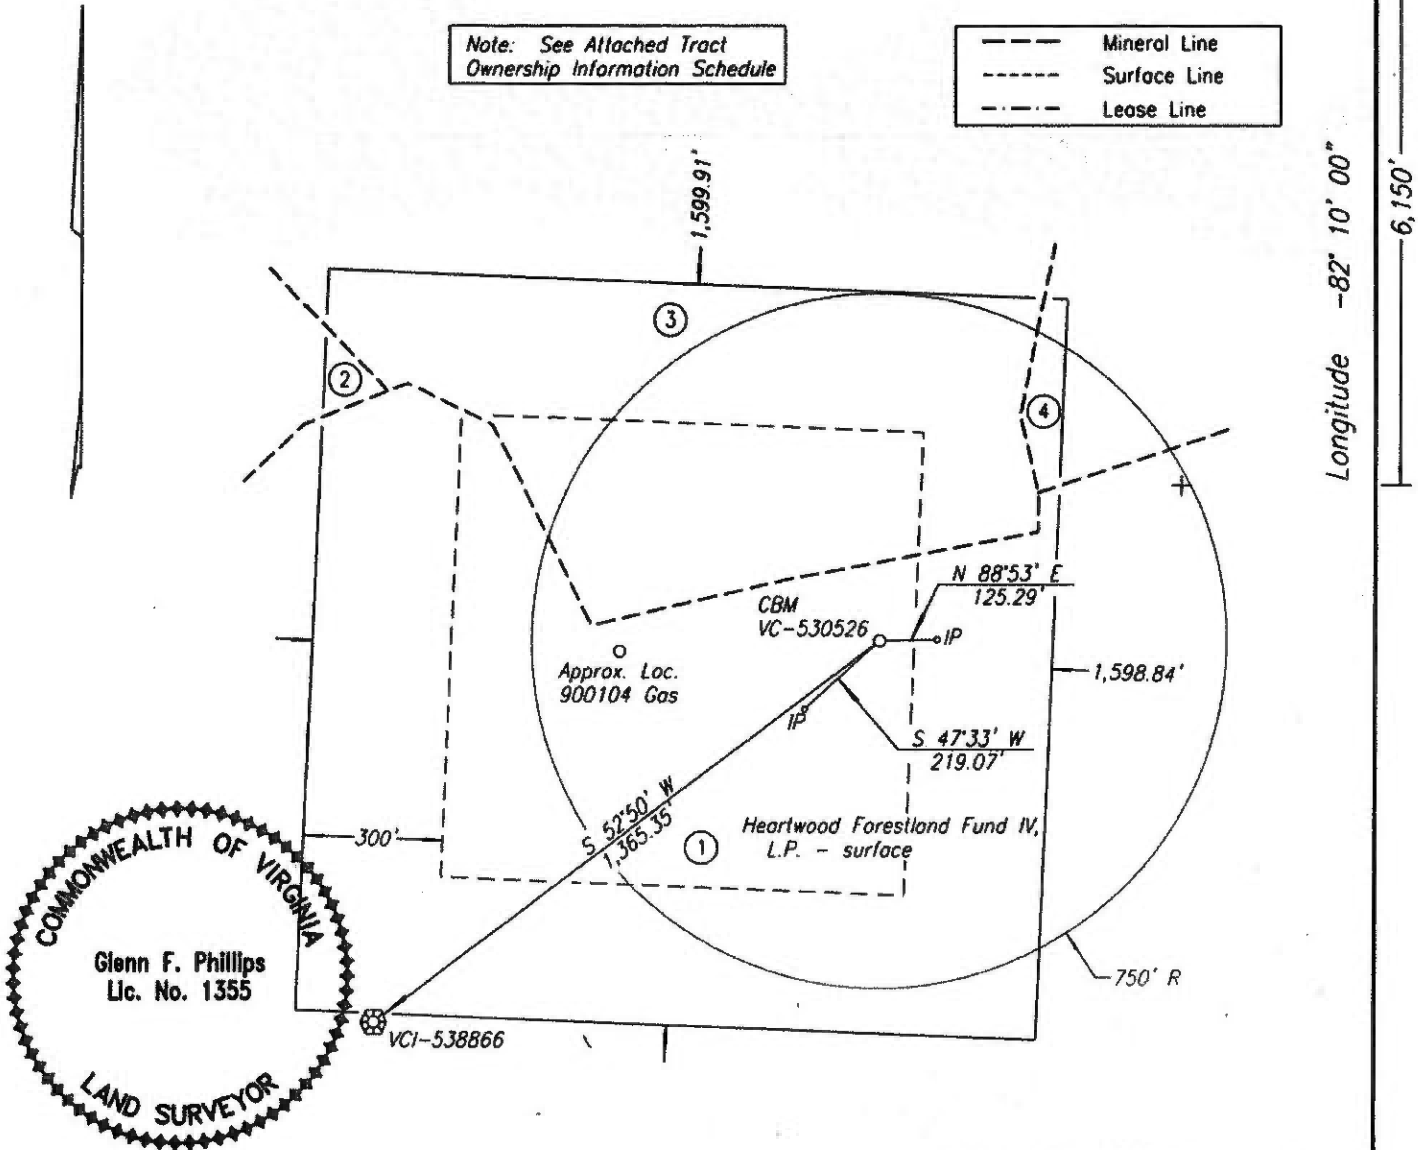 Note: See Attached Tract
Ownership Information Schedule
Mineral Line
Surface Line
Lease Line
1,599.91'
Longitude -82° 10' 00"
6,150'
3
2
4
N 88°53' E
125.29'
CBM
VC-530526
IP
Approx. Loc.
900104 Gas
1,598.84'
IP
S 47°33' W
219.07'
S 52°50' W
1,365.35'
300'
1
Heartwood Forestland Fund IV,
L.P. - surface
COMMONWEALTH OF VIRGINIA
Glenn F. Phillips
Lic. No. 1355
LAND SURVEYOR
750' R
VCI-538866